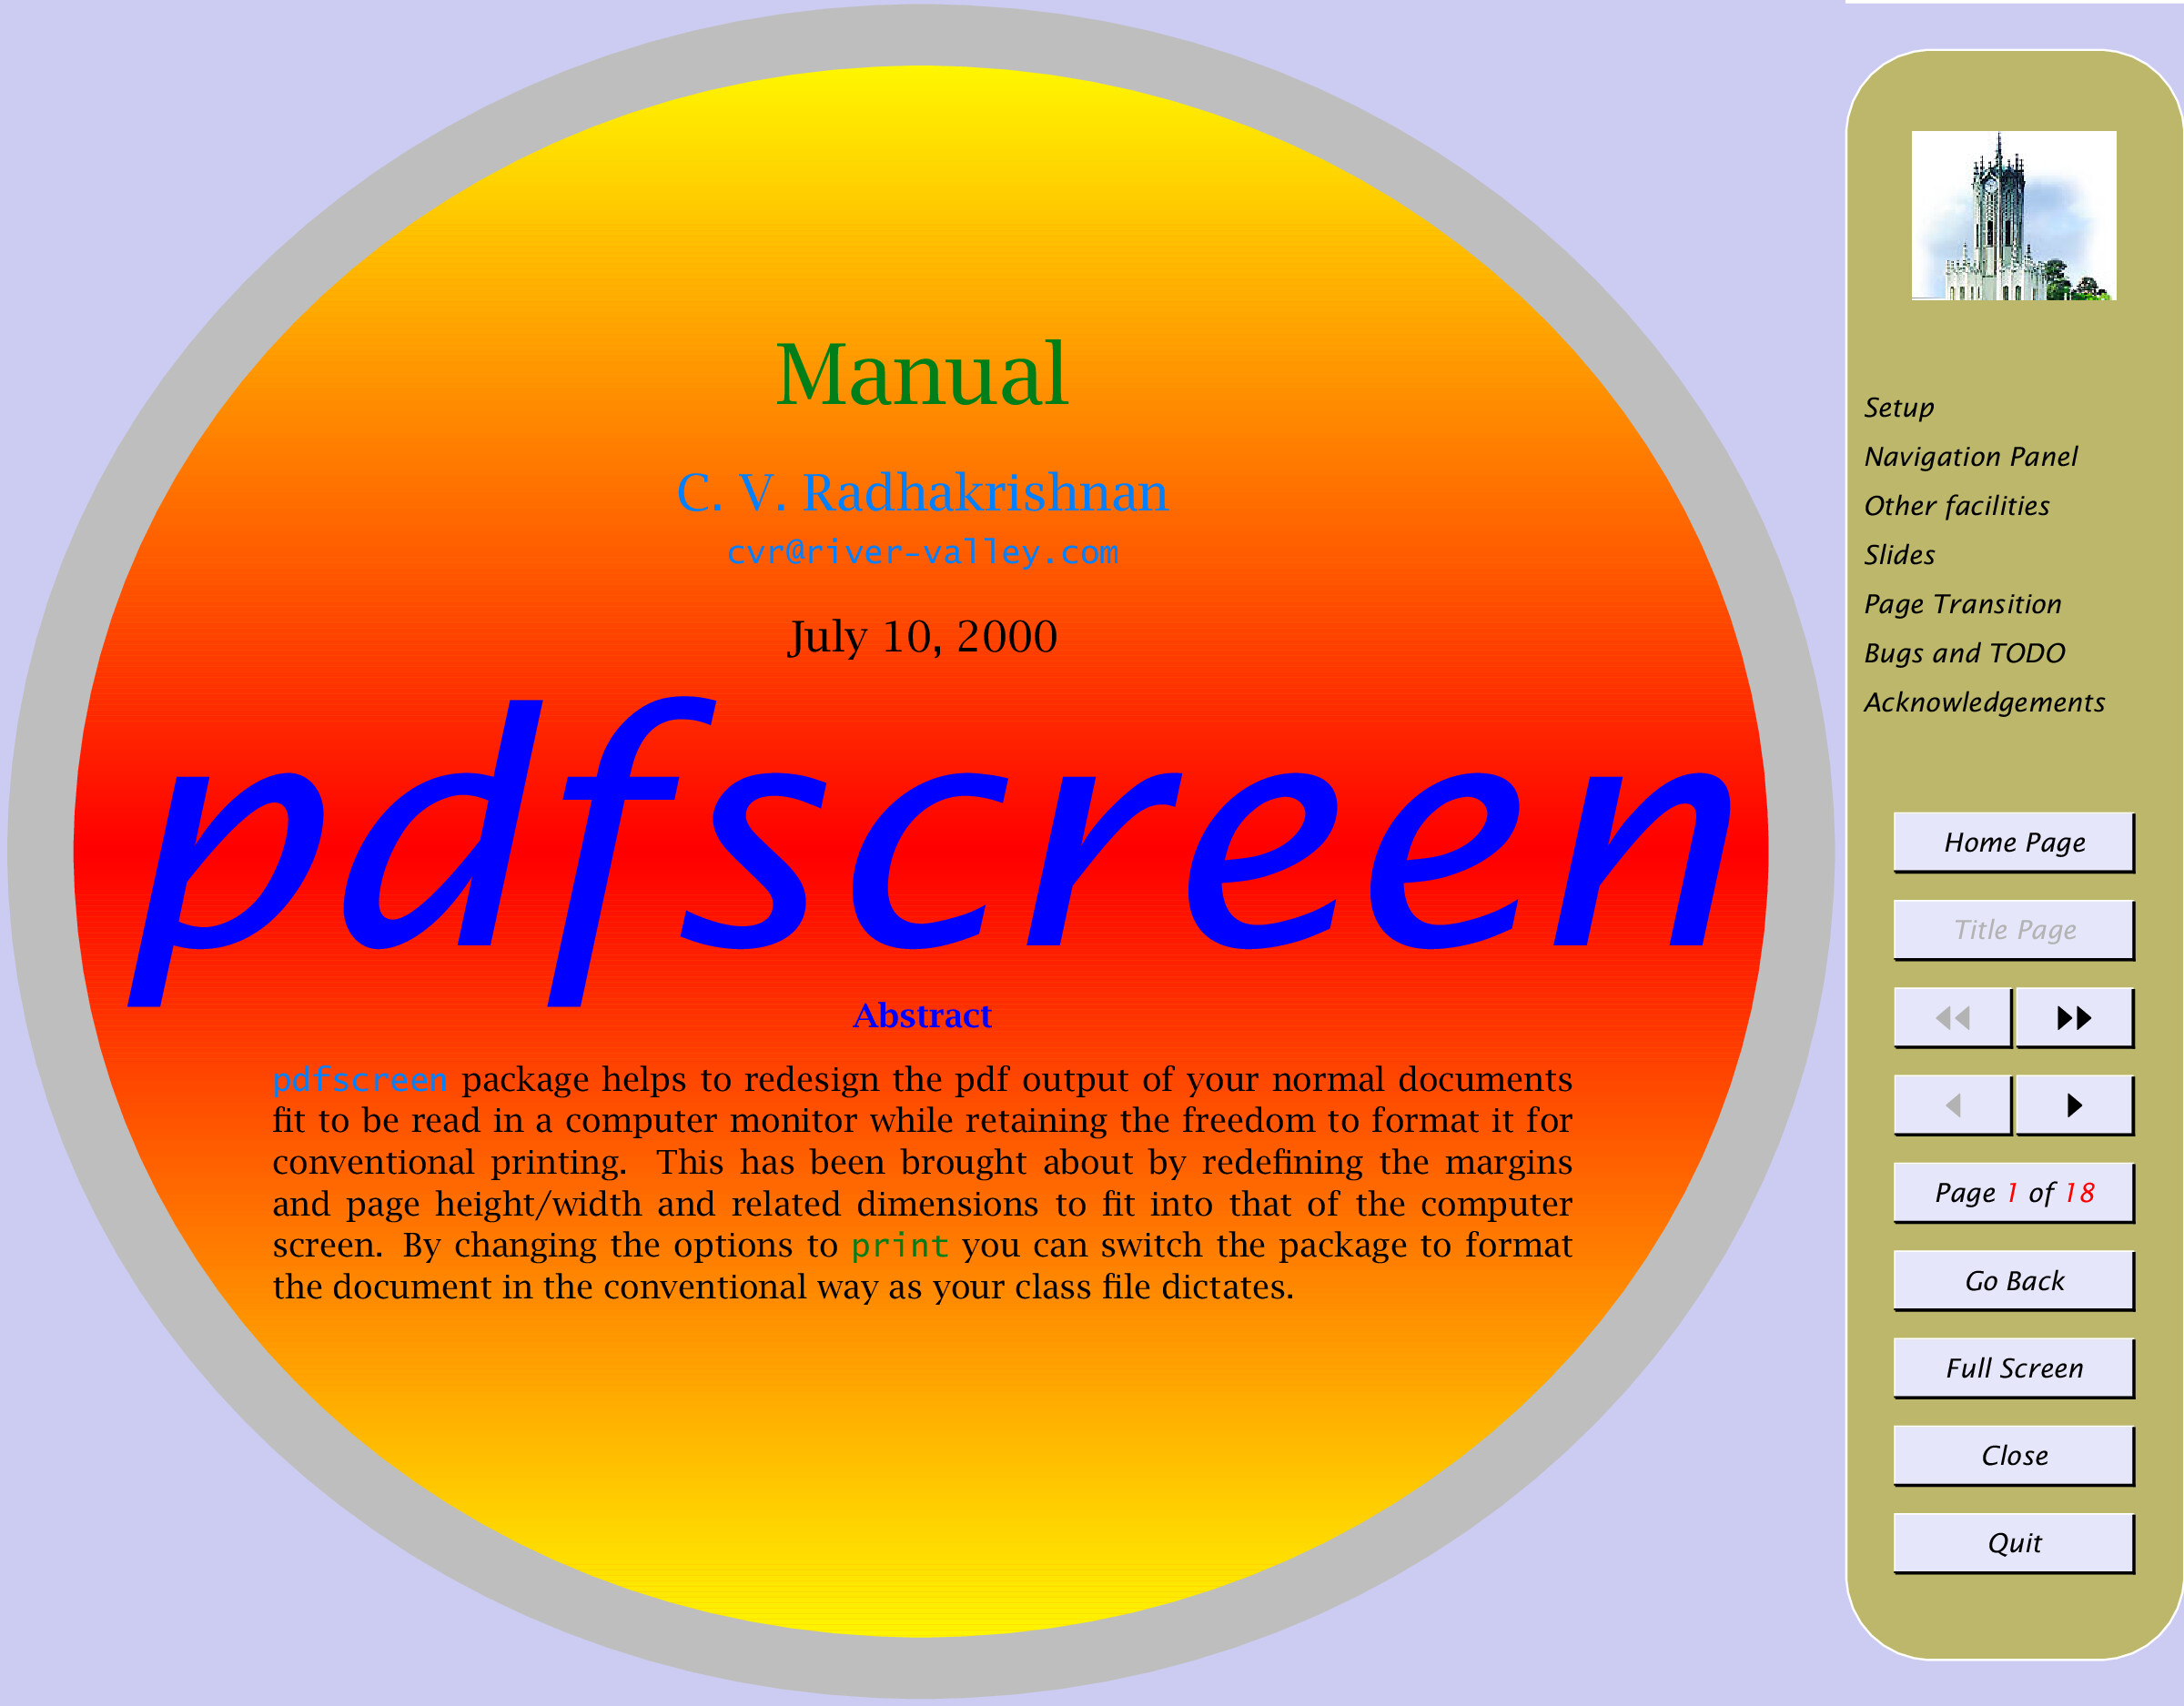 Manual
C. V. Radhakrishnan
cvr@river-valley.com
July 10, 2000
pdfscreen
Abstract
pdfscreen package helps to redesign the pdf output of your normal documents
fit to be read in a computer monitor while retaining the freedom to format it for
conventional printing. This has been brought about by redefining the margins
and page height/width and related dimensions to fit into that of the computer
screen. By changing the options to print you can switch the package to format
the document in the conventional way as your class file dictates.
Setup
Navigation Panel
Other facilities
Slides
Page Transition
Bugs and TODO
Acknowledgements
Home Page
Title Page
Page 1 of 18
Go Back
Full Screen
Close
Quit